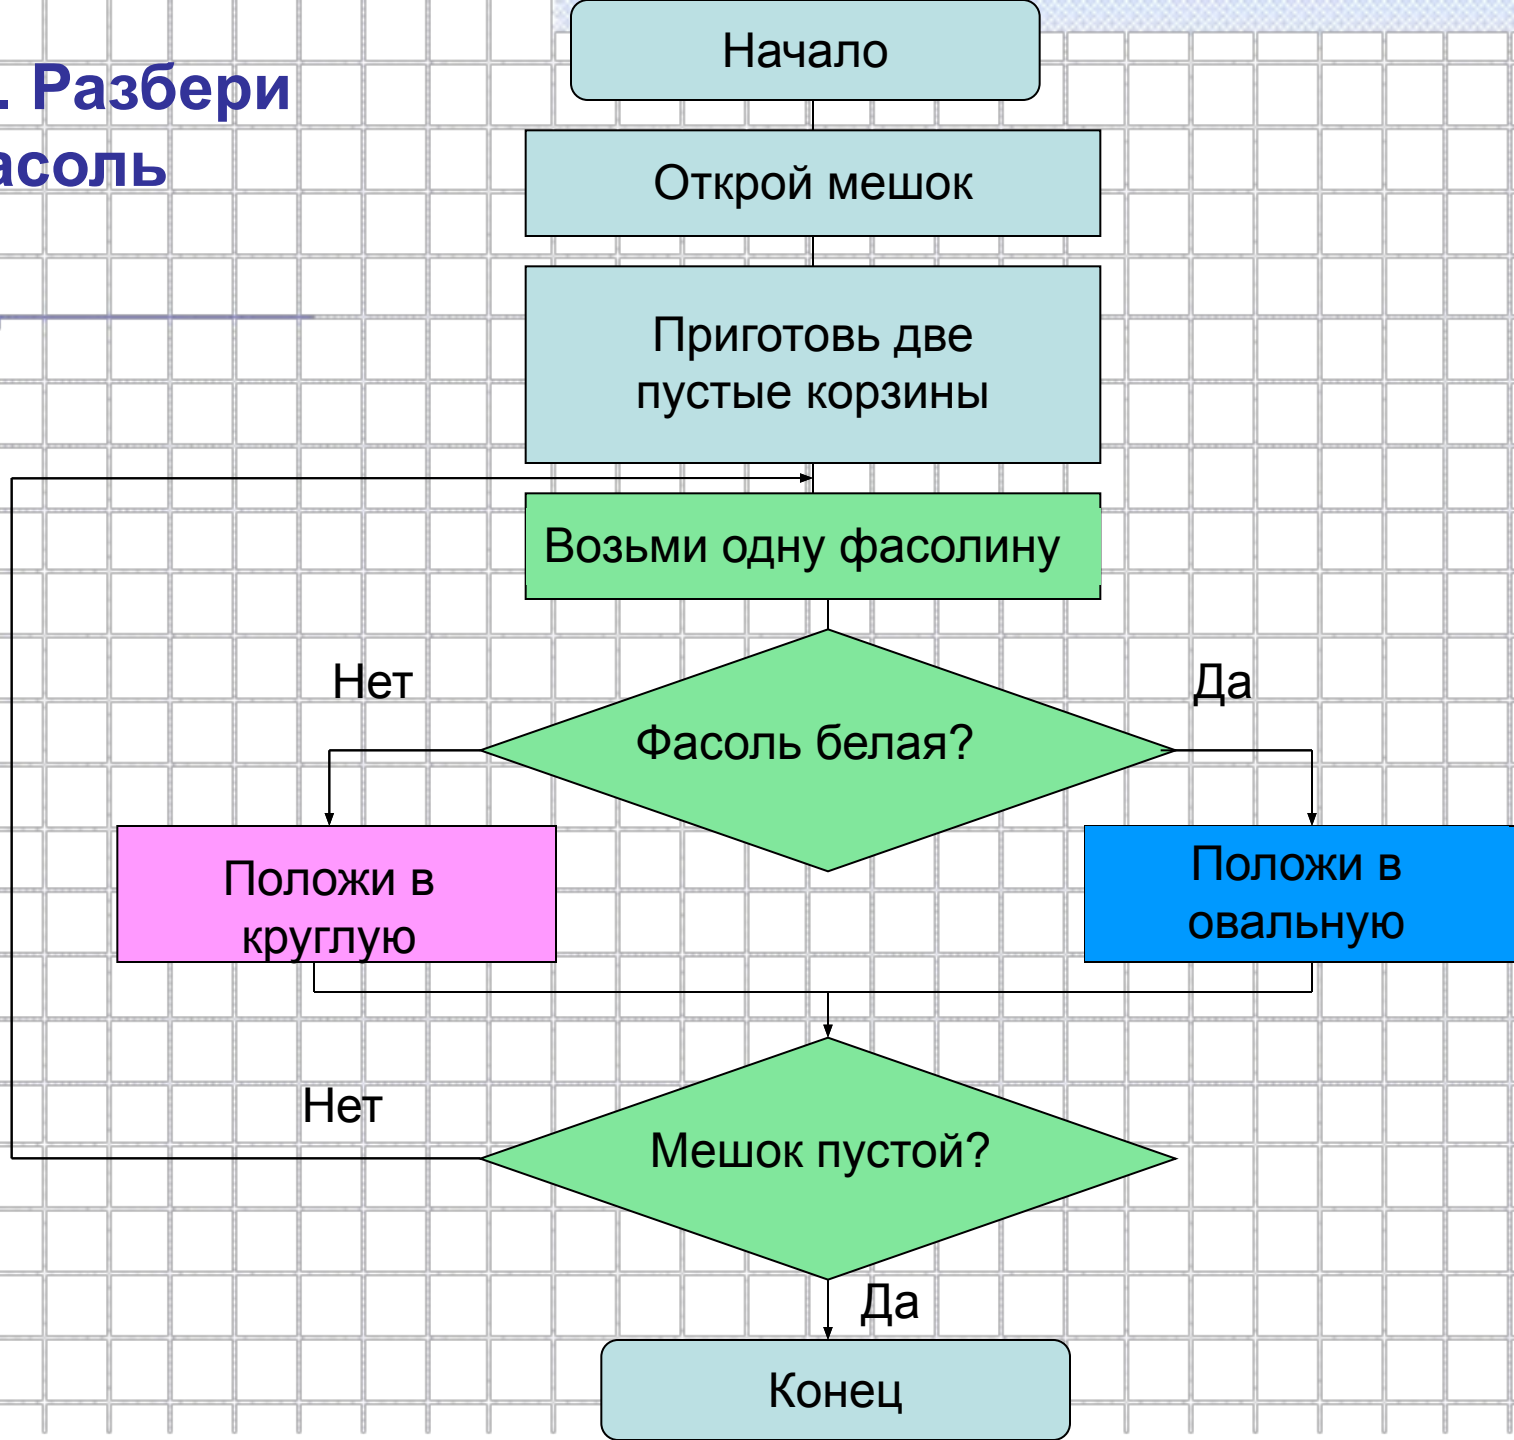 . Разбери
асоль
Начало
Открой мешок
Приготовь две
пустые корзины
Возьми одну фасолину
Нет
Да
Фасоль белая?
Положи в
круглую
Положи в
овальную
Нет
Мешок пустой?
Да
Конец